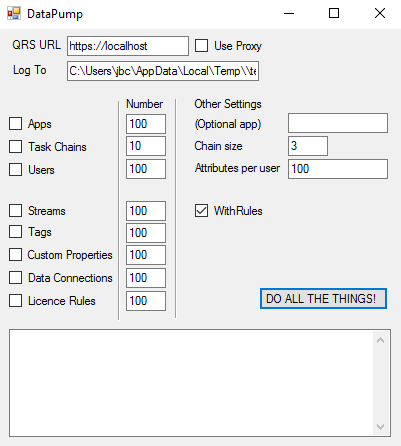 DataPump
QRS URL https://localhost Use Proxy
Log To C:\Users\jbc\AppData\Local\Temp\\te
Number Other Settings
Apps 100 (Optional app)
Task Chains 10 Chain size 3
Users 100 Attributes per user 100
Streams 100 WithRules
Tags 100
Custom Properties 100
Data Connections 100
Licence Rules 100 DO ALL THE THINGS!